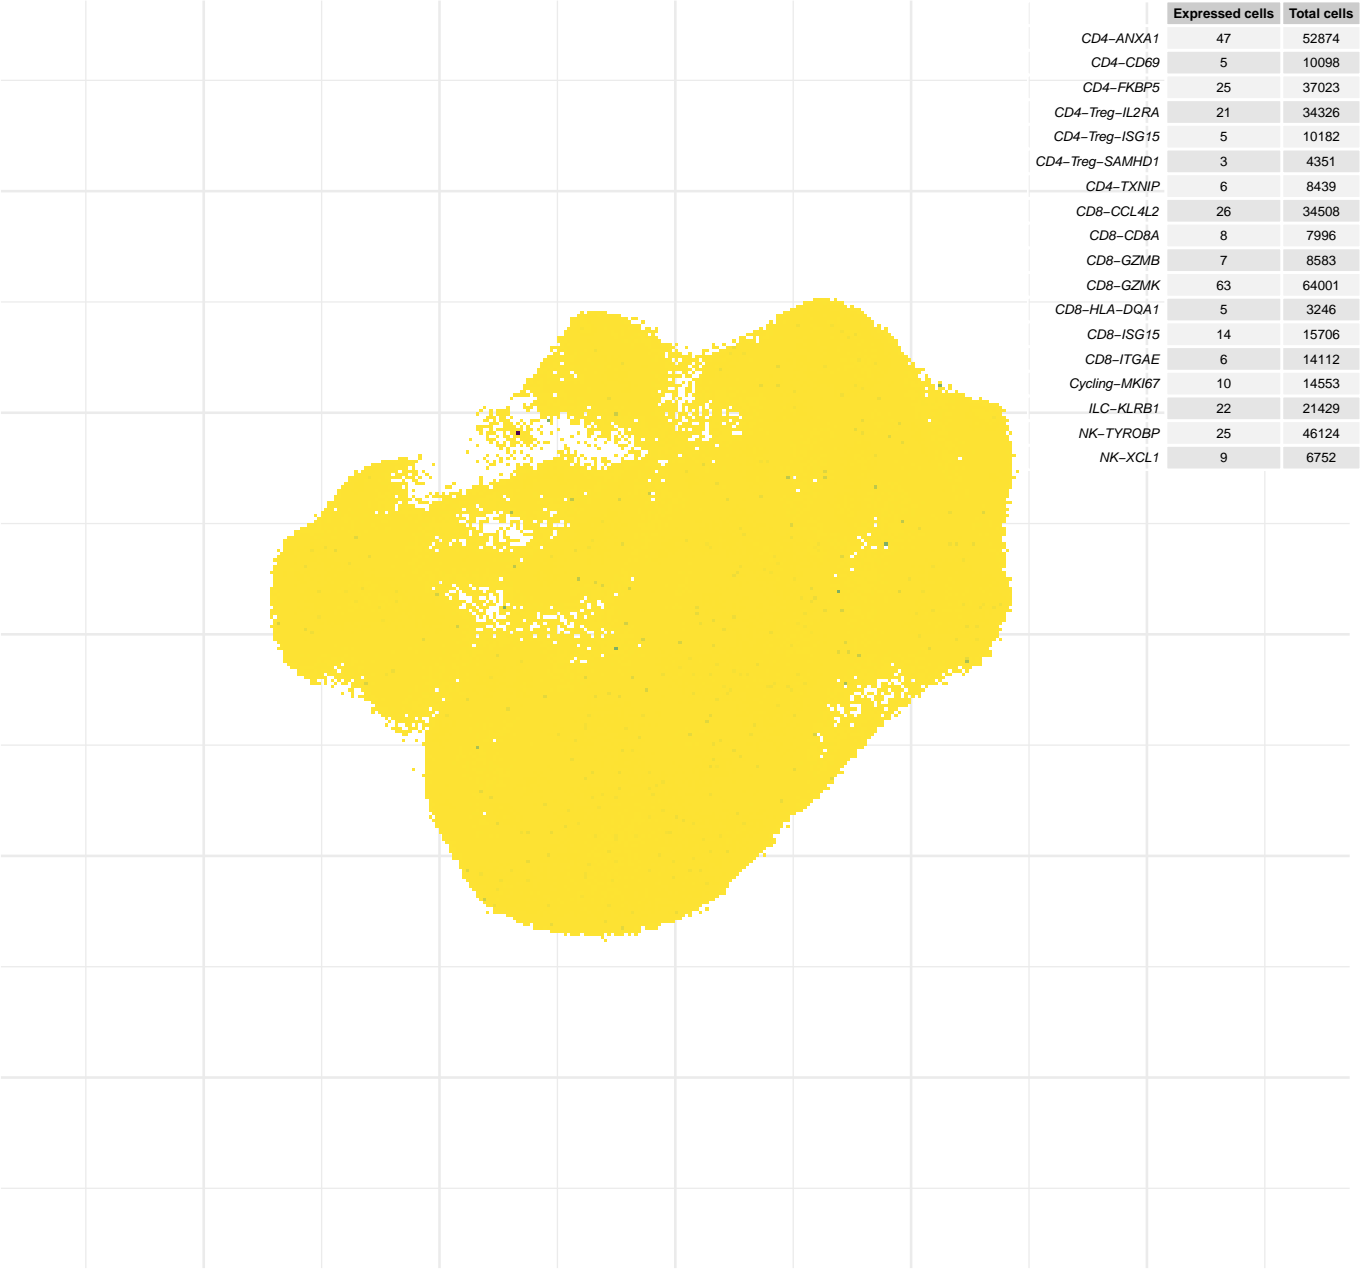 Expressed cells Total cells
CD4−ANXA1 47 52874
CD4−CD69 5 10098
CD4−FKBP5 25 37023
CD4−Treg−IL2RA 21 34326
CD4−Treg−ISG15 5 10182
CD4−Treg−SAMHD1 3 4351
CD4−TXNIP 6 8439
CD8−CCL4L2 26 34508
CD8−CD8A 8 7996
CD8−GZMB 7 8583
CD8−GZMK 63 64001
CD8−HLA−DQA1 5 3246
CD8−ISG15 14 15706
CD8−ITGAE 6 14112
Cycling−MKI67 10 14553
ILC−KLRB1 22 21429
NK−TYROBP 25 46124
NK−XCL1 9 6752